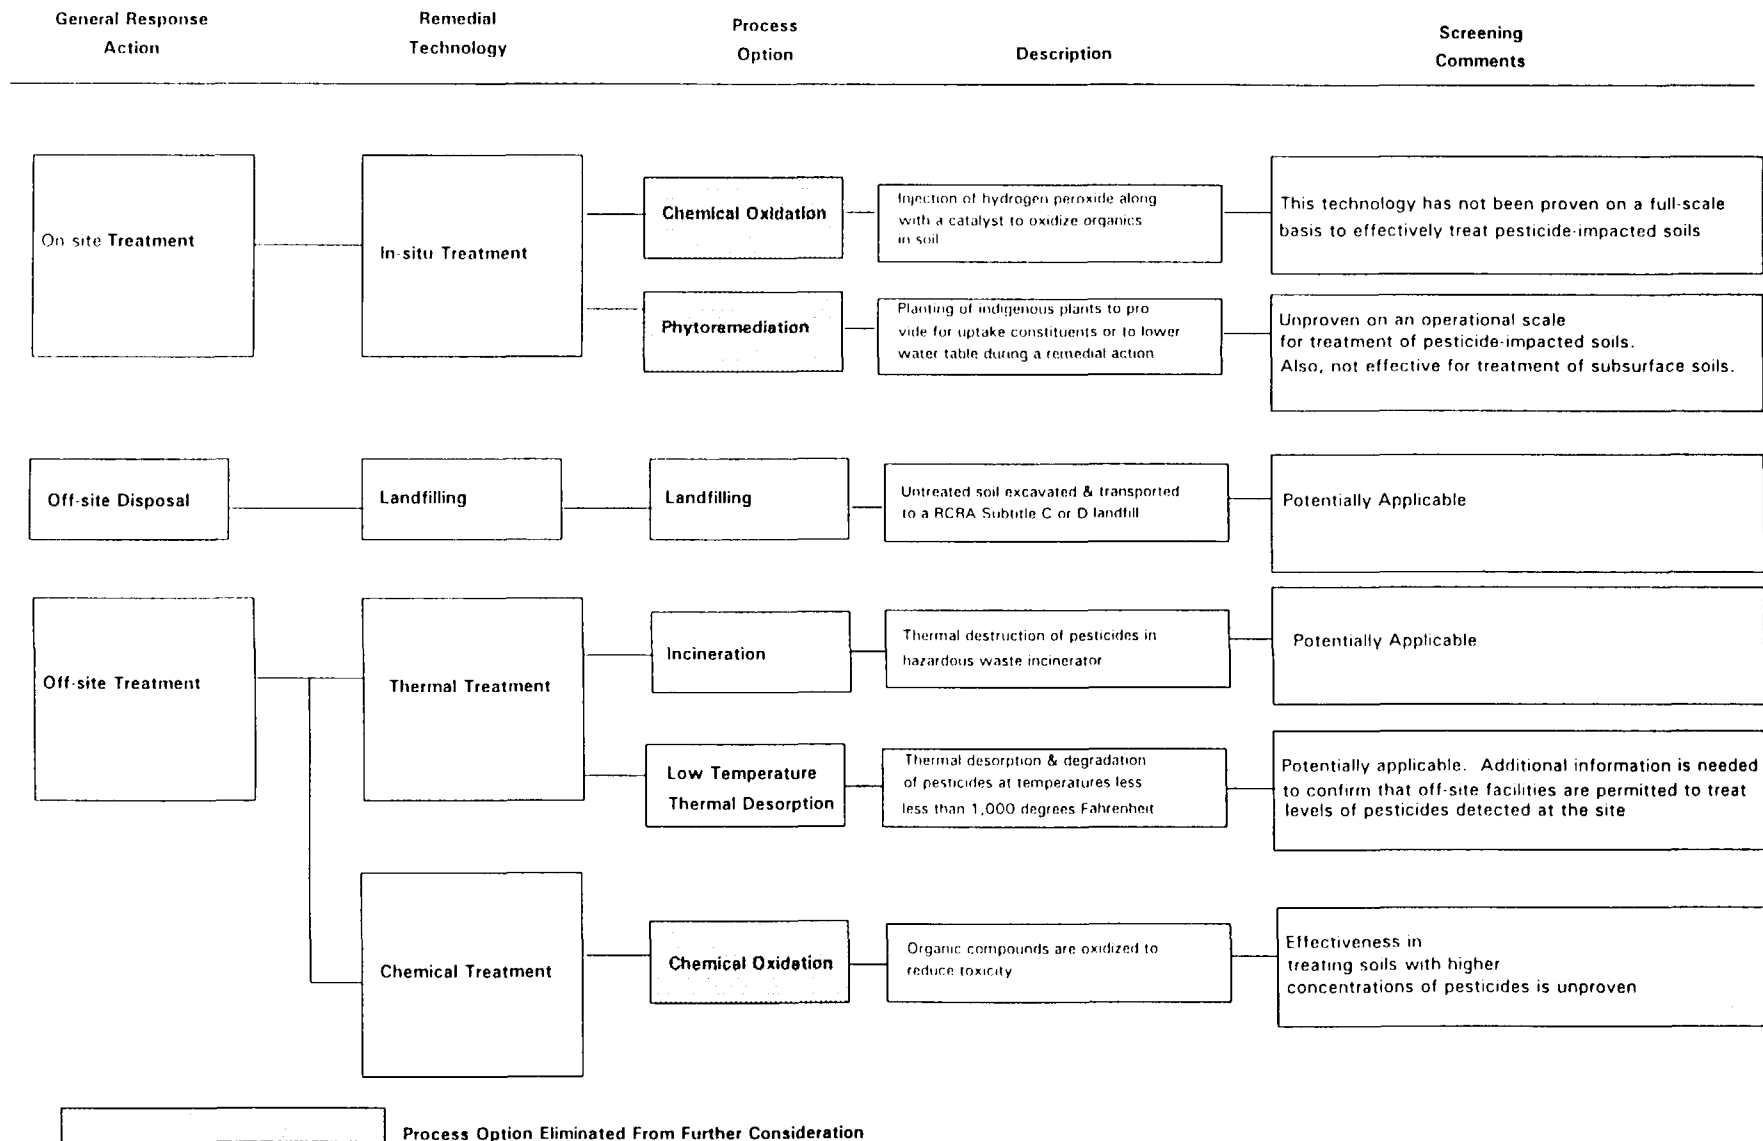 General Response
Action
Remedial
Technology
Process
Option
Description
Screening
Comments
On site Treatment
In-situ Treatment
Chemical Oxidation
Injection of hydrogen peroxide along
with a catalyst to oxidize organics
in soil
This technology has not been proven on a full-scale
basis to effectively treat pesticide-impacted soils
Phytoremediation
Planting of indigenous plants to pro
vide for uptake constituents or to lower
water table during a remedial action
Unproven on an operational scale
for treatment of pesticide-impacted soils.
Also, not effective for treatment of subsurface soils.
Off-site Disposal
Landfilling
Landfilling
Untreated soil excavated & transported
to a RCRA Subtitle C or D landfill
Potentially Applicable
Off-site Treatment
Thermal Treatment
Incineration
Thermal destruction of pesticides in
hazardous waste incinerator
Potentially Applicable
Low Temperature
Thermal Desorption
Thermal desorption & degradation
of pesticides at temperatures less
less than 1,000 degrees Fahrenheit
Potentially applicable. Additional information is needed
to confirm that off-site facilities are permitted to treat
levels of pesticides detected at the site
Chemical Treatment
Chemical Oxidation
Organic compounds are oxidized to
reduce toxicity
Effectiveness in
treating soils with higher
concentrations of pesticides is unproven
Process Option Eliminated From Further Consideration